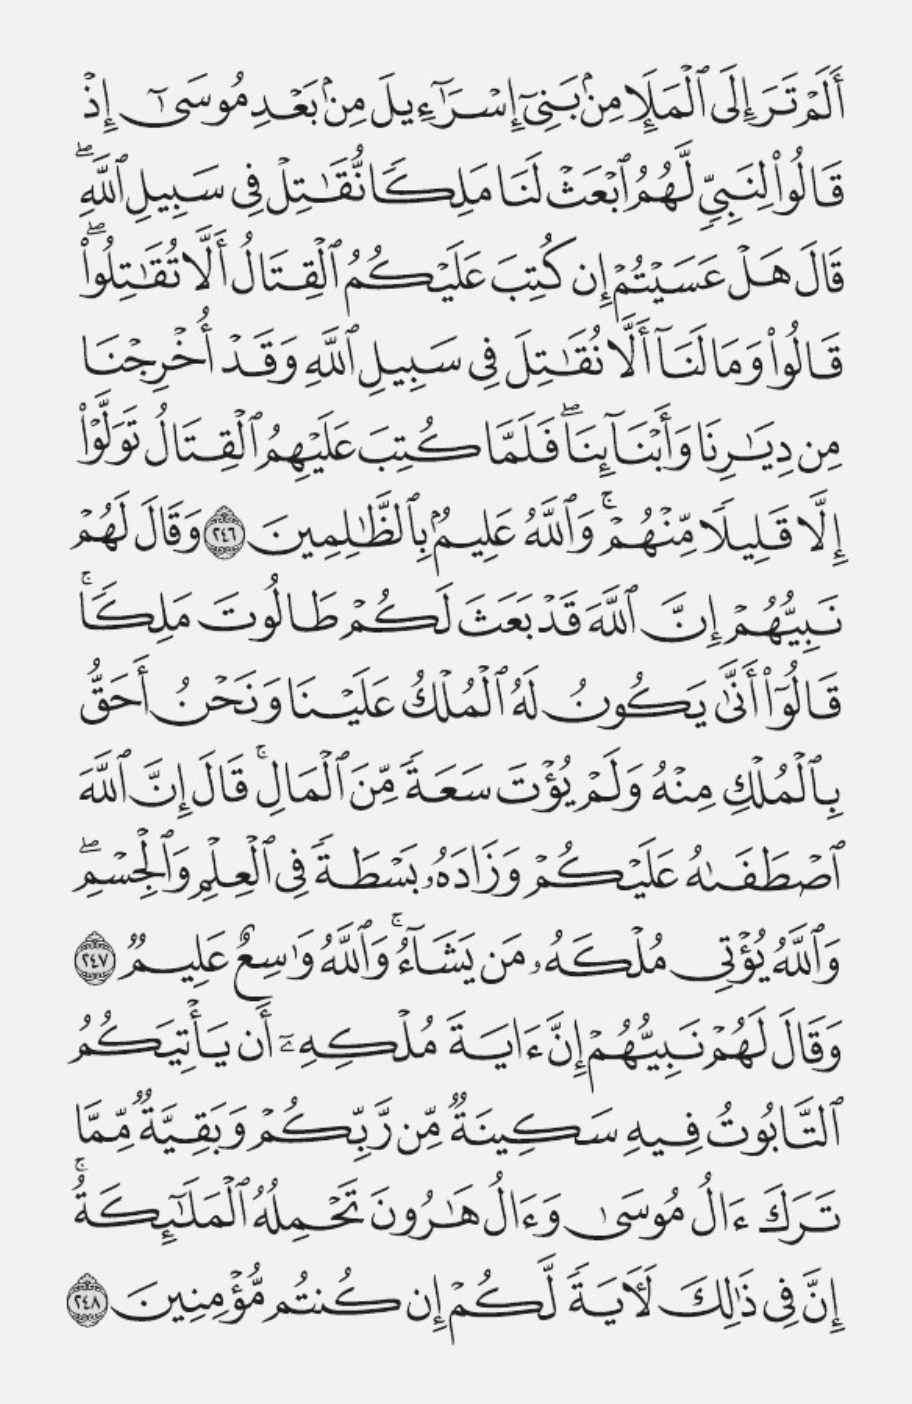 أَلَمۡ تَرَ إِلَى ٱلۡمَلَإِ مِنۢ بَنِيٓ إِسۡرَـٰٓءِيلَ مِنۢ بَعۡدِ مُوسَىٰٓ إِذۡ
قَالُواْ لِنَبِيّٖ لَّهُمُ ٱبۡعَثۡ لَنَا مَلِكٗا نُّقَٰتِلۡ فِي سَبِيلِ ٱللَّهِۖ
قَالَ هَلۡ عَسَيۡتُمۡ إِن كُتِبَ عَلَيۡكُمُ ٱلۡقِتَالُ أَلَّا تُقَٰتِلُواْۖ
قَالُواْ وَمَا لَنَآ أَلَّا نُقَٰتِلَ فِي سَبِيلِ ٱللَّهِ وَقَدۡ أُخۡرِجۡنَا
مِن دِيَٰرِنَا وَأَبۡنَآئِنَاۖ فَلَمَّا كُتِبَ عَلَيۡهِمُ ٱلۡقِتَالُ تَوَلَّوۡاْ
إِلَّا قَلِيلٗا مِّنۡهُمۡۚ وَٱللَّهُ عَلِيمُۢ بِٱلظَّٰلِمِينَ ٢٤٦ وَقَالَ لَهُمۡ
نَبِيُّهُمۡ إِنَّ ٱللَّهَ قَدۡ بَعَثَ لَكُمۡ طَالُوتَ مَلِكٗاۚ
قَالُوٓاْ أَنَّىٰ يَكُونُ لَهُ ٱلۡمُلۡكُ عَلَيۡنَا وَنَحۡنُ أَحَقُّ
بِٱلۡمُلۡكِ مِنۡهُ وَلَمۡ يُؤۡتَ سَعَةٗ مِّنَ ٱلۡمَالِۚ قَالَ إِنَّ ٱللَّهَ
ٱصۡطَفَىٰهُ عَلَيۡكُمۡ وَزَادَهُۥ بَسۡطَةٗ فِي ٱلۡعِلۡمِ وَٱلۡجِسۡمِۖ
وَٱللَّهُ يُؤۡتِي مُلۡكَهُۥ مَن يَشَآءُۚ وَٱللَّهُ وَٰسِعٌ عَلِيمٞ ٢٤٧
وَقَالَ لَهُمۡ نَبِيُّهُمۡ إِنَّ ءَايَةَ مُلۡكِهِۦٓ أَن يَأۡتِيَكُمُ
ٱلتَّابُوتُ فِيهِ سَكِينَةٞ مِّن رَّبِّكُمۡ وَبَقِيَّةٞ مِّمَّا
تَرَكَ ءَالُ مُوسَىٰ وَءَالُ هَٰرُونَ تَحۡمِلُهُ ٱلۡمَلَٰٓئِكَةُۚ
إِنَّ فِي ذَٰلِكَ لَأٓيَةٗ لَّكُمۡ إِن كُنتُم مُّؤۡمِنِينَ ٢٤٨